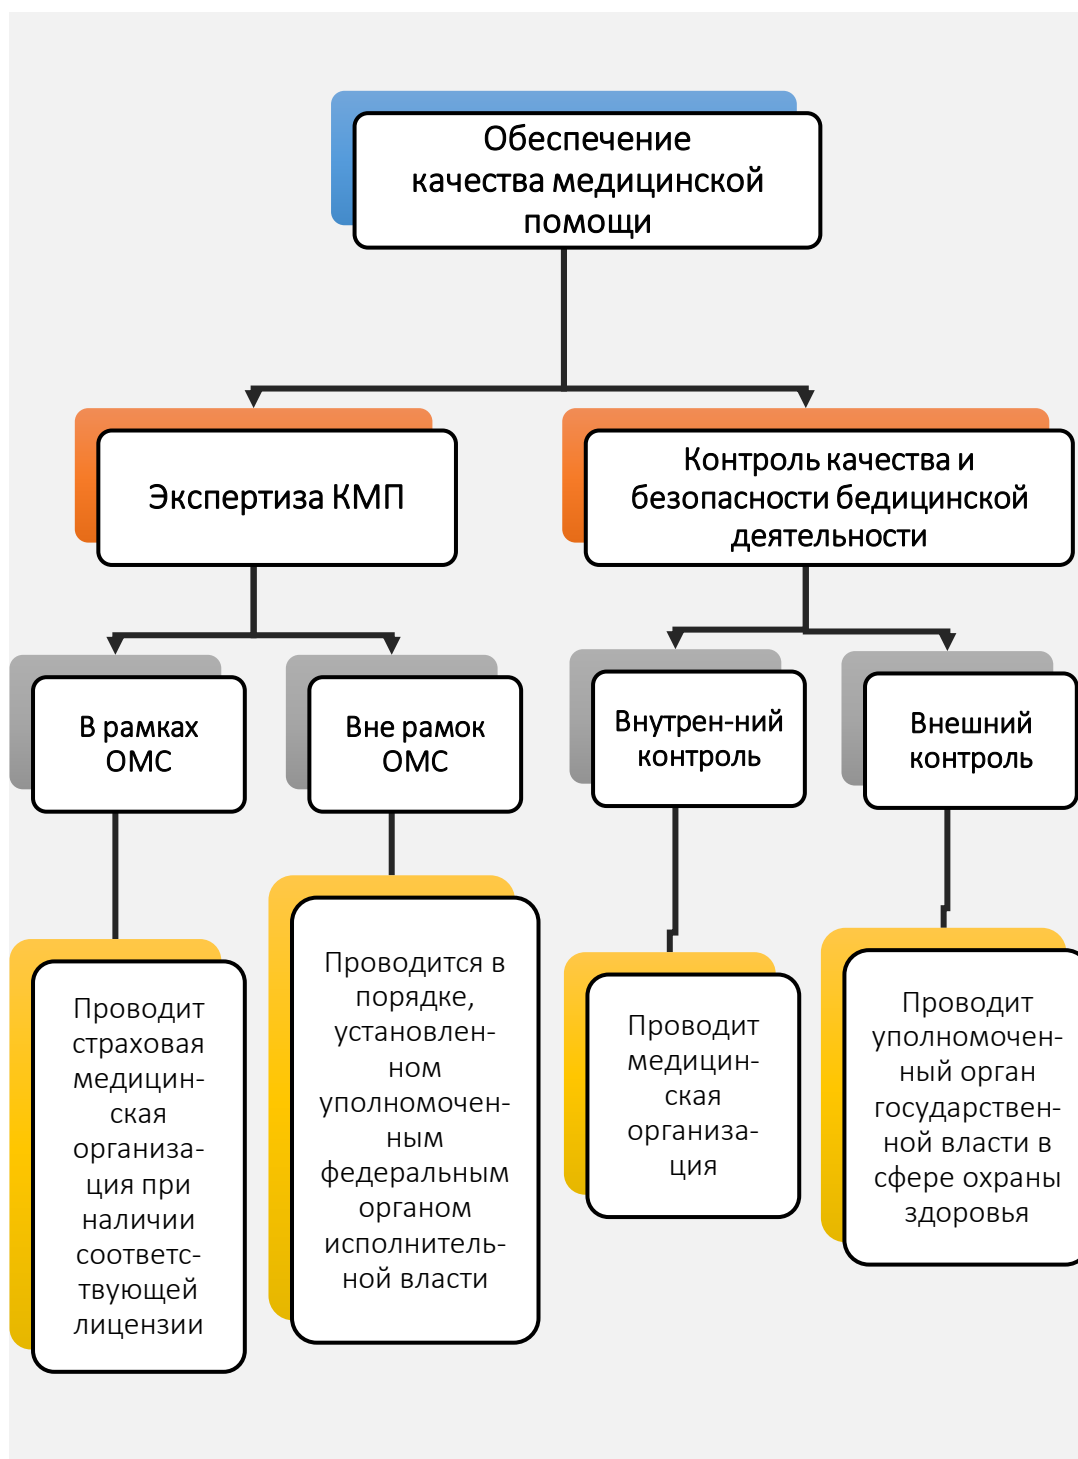 Обеспечение
качества медицинской
помощи
Экспертиза КМП
Контроль качества и
безопасности бедицинской
деятельности
В рамках
ОМС
Вне рамок
ОМС
Внутрен-ний
контроль
Внешний
контроль
Проводит
страховая
медицин-
ская
организа-
ция при
наличии
соответс-
твующей
лицензии
Проводится в
порядке,
установлен-
ном
уполномочен-
ным
федеральным
органом
исполнитель-
ной власти
Проводит
медицин-
ская
организа-
ция
Проводит
уполномочен-
ный орган
государствен-
ной власти в
сфере охраны
здоровья